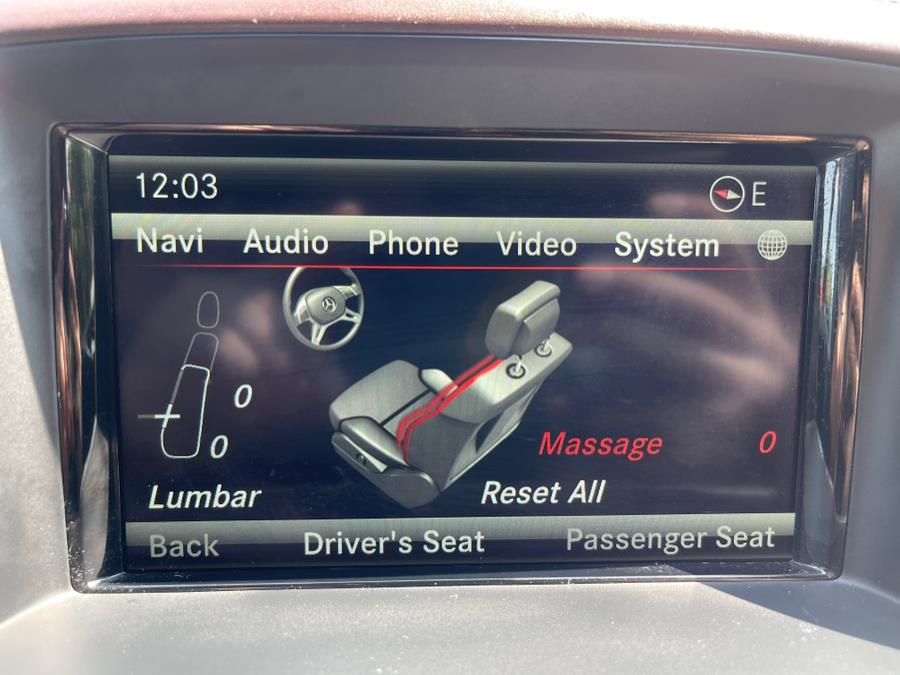 12:03 E
Navi Audio Phone Video System
0
0
Massage 0
Lumbar Reset All
Back Driver's Seat Passenger Seat